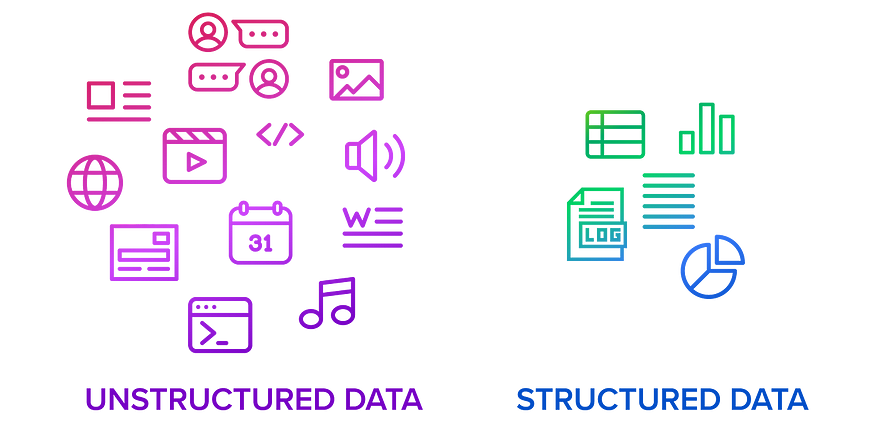 </>
31
W
>_
LOG
UNSTRUCTURED DATA
STRUCTURED DATA